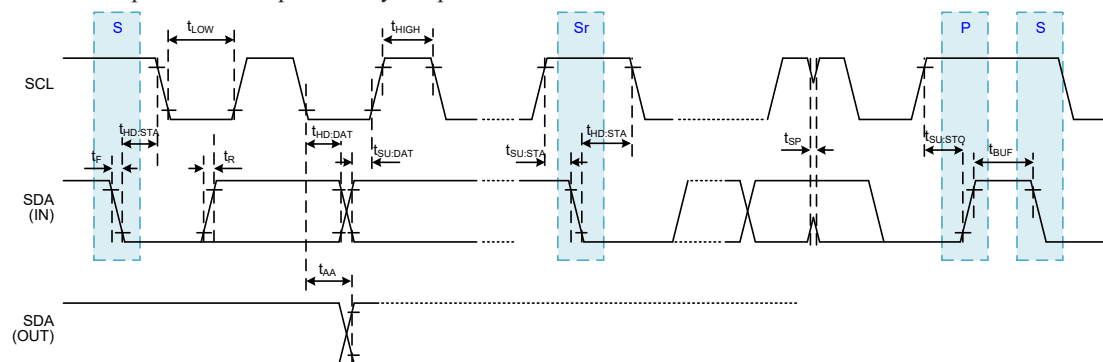 S
tLOW
tHIGH
Sr
P
S
SCL
tHD:STA
tHD:DAT
tSU:DAT
tSU:STA
tHD:STA
tSP
tSU:STO
tBUF
tF
tR
SDA
(IN)
tAA
SDA
(OUT)